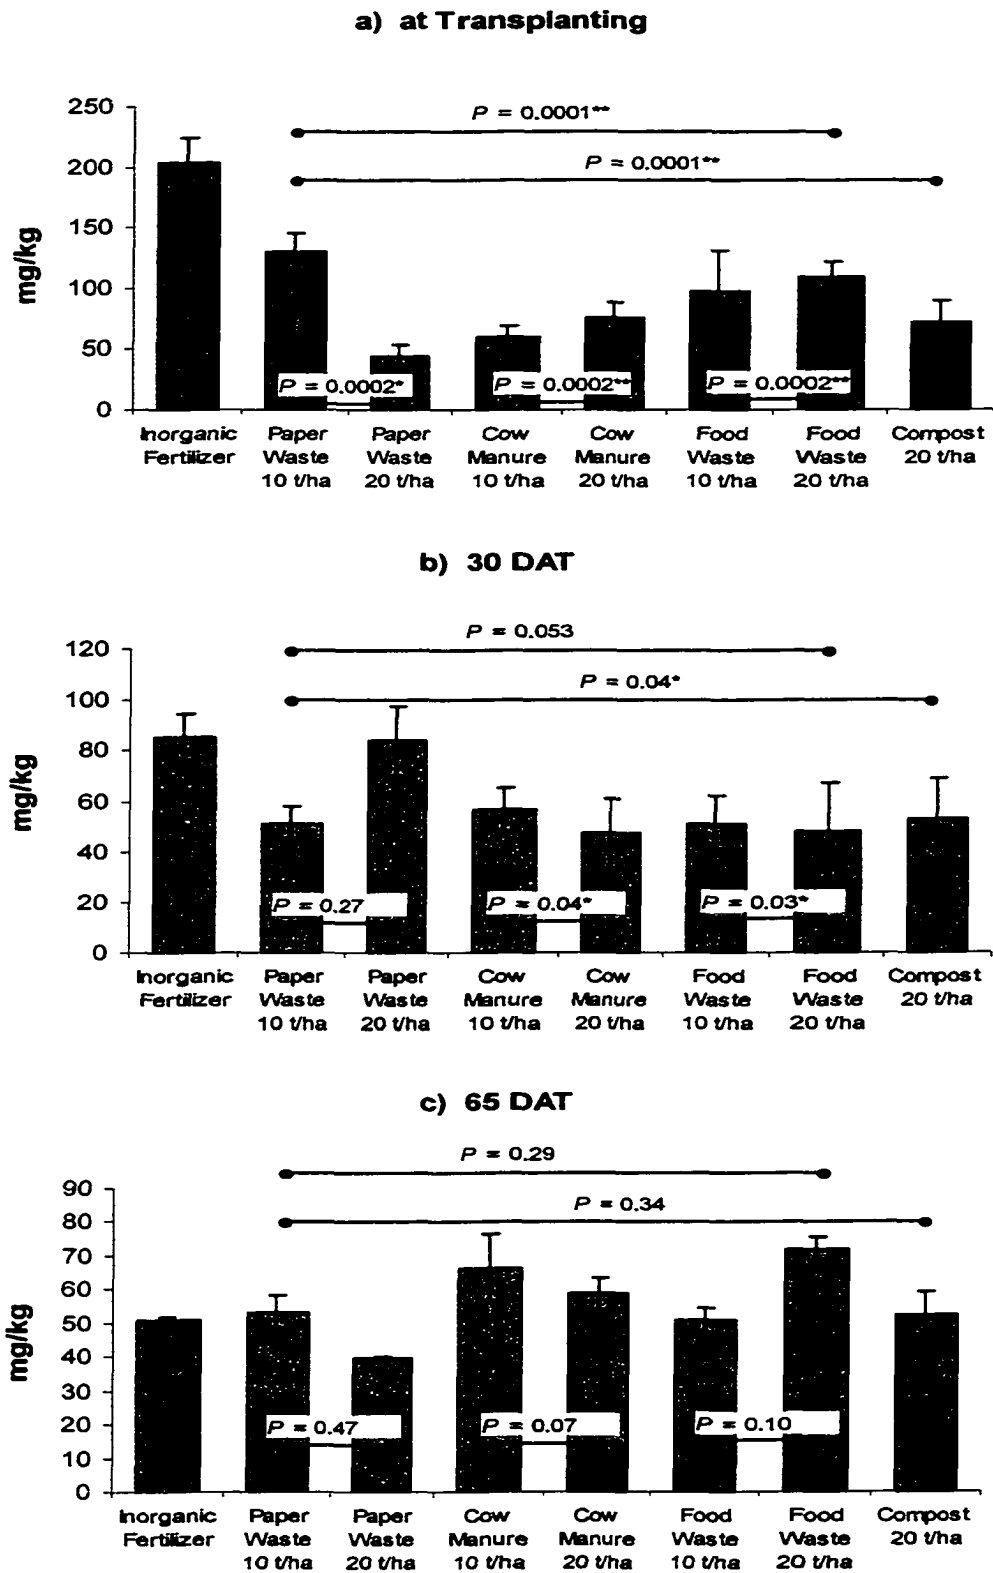 a) at Transplanting
P = 0.0001**
P = 0.0001**
mg/kg
250
200
150
100
50
0
P = 0.0002*
P = 0.0002**
P = 0.0002**
Inorganic Fertilizer
Paper Waste 10 t/ha
Paper Waste 20 t/ha
Cow Manure 10 t/ha
Cow Manure 20 t/ha
Food Waste 10 t/ha
Food Waste 20 t/ha
Compost 20 t/ha
b) 30 DAT
P = 0.053
P = 0.04*
mg/kg
120
100
80
60
40
20
0
P = 0.27
P = 0.04*
P = 0.03*
Inorganic Fertilizer
Paper Waste 10 t/ha
Paper Waste 20 t/ha
Cow Manure 10 t/ha
Cow Manure 20 t/ha
Food Waste 10 t/ha
Food Waste 20 t/ha
Compost 20 t/ha
c) 65 DAT
P = 0.29
P = 0.34
mg/kg
90
80
70
60
50
40
30
20
10
0
P = 0.47
P = 0.07
P = 0.10
Inorganic Fertilizer
Paper Waste 10 t/ha
Paper Waste 20 t/ha
Cow Manure 10 t/ha
Cow Manure 20 t/ha
Food Waste 10 t/ha
Food Waste 20 t/ha
Compost 20 t/ha